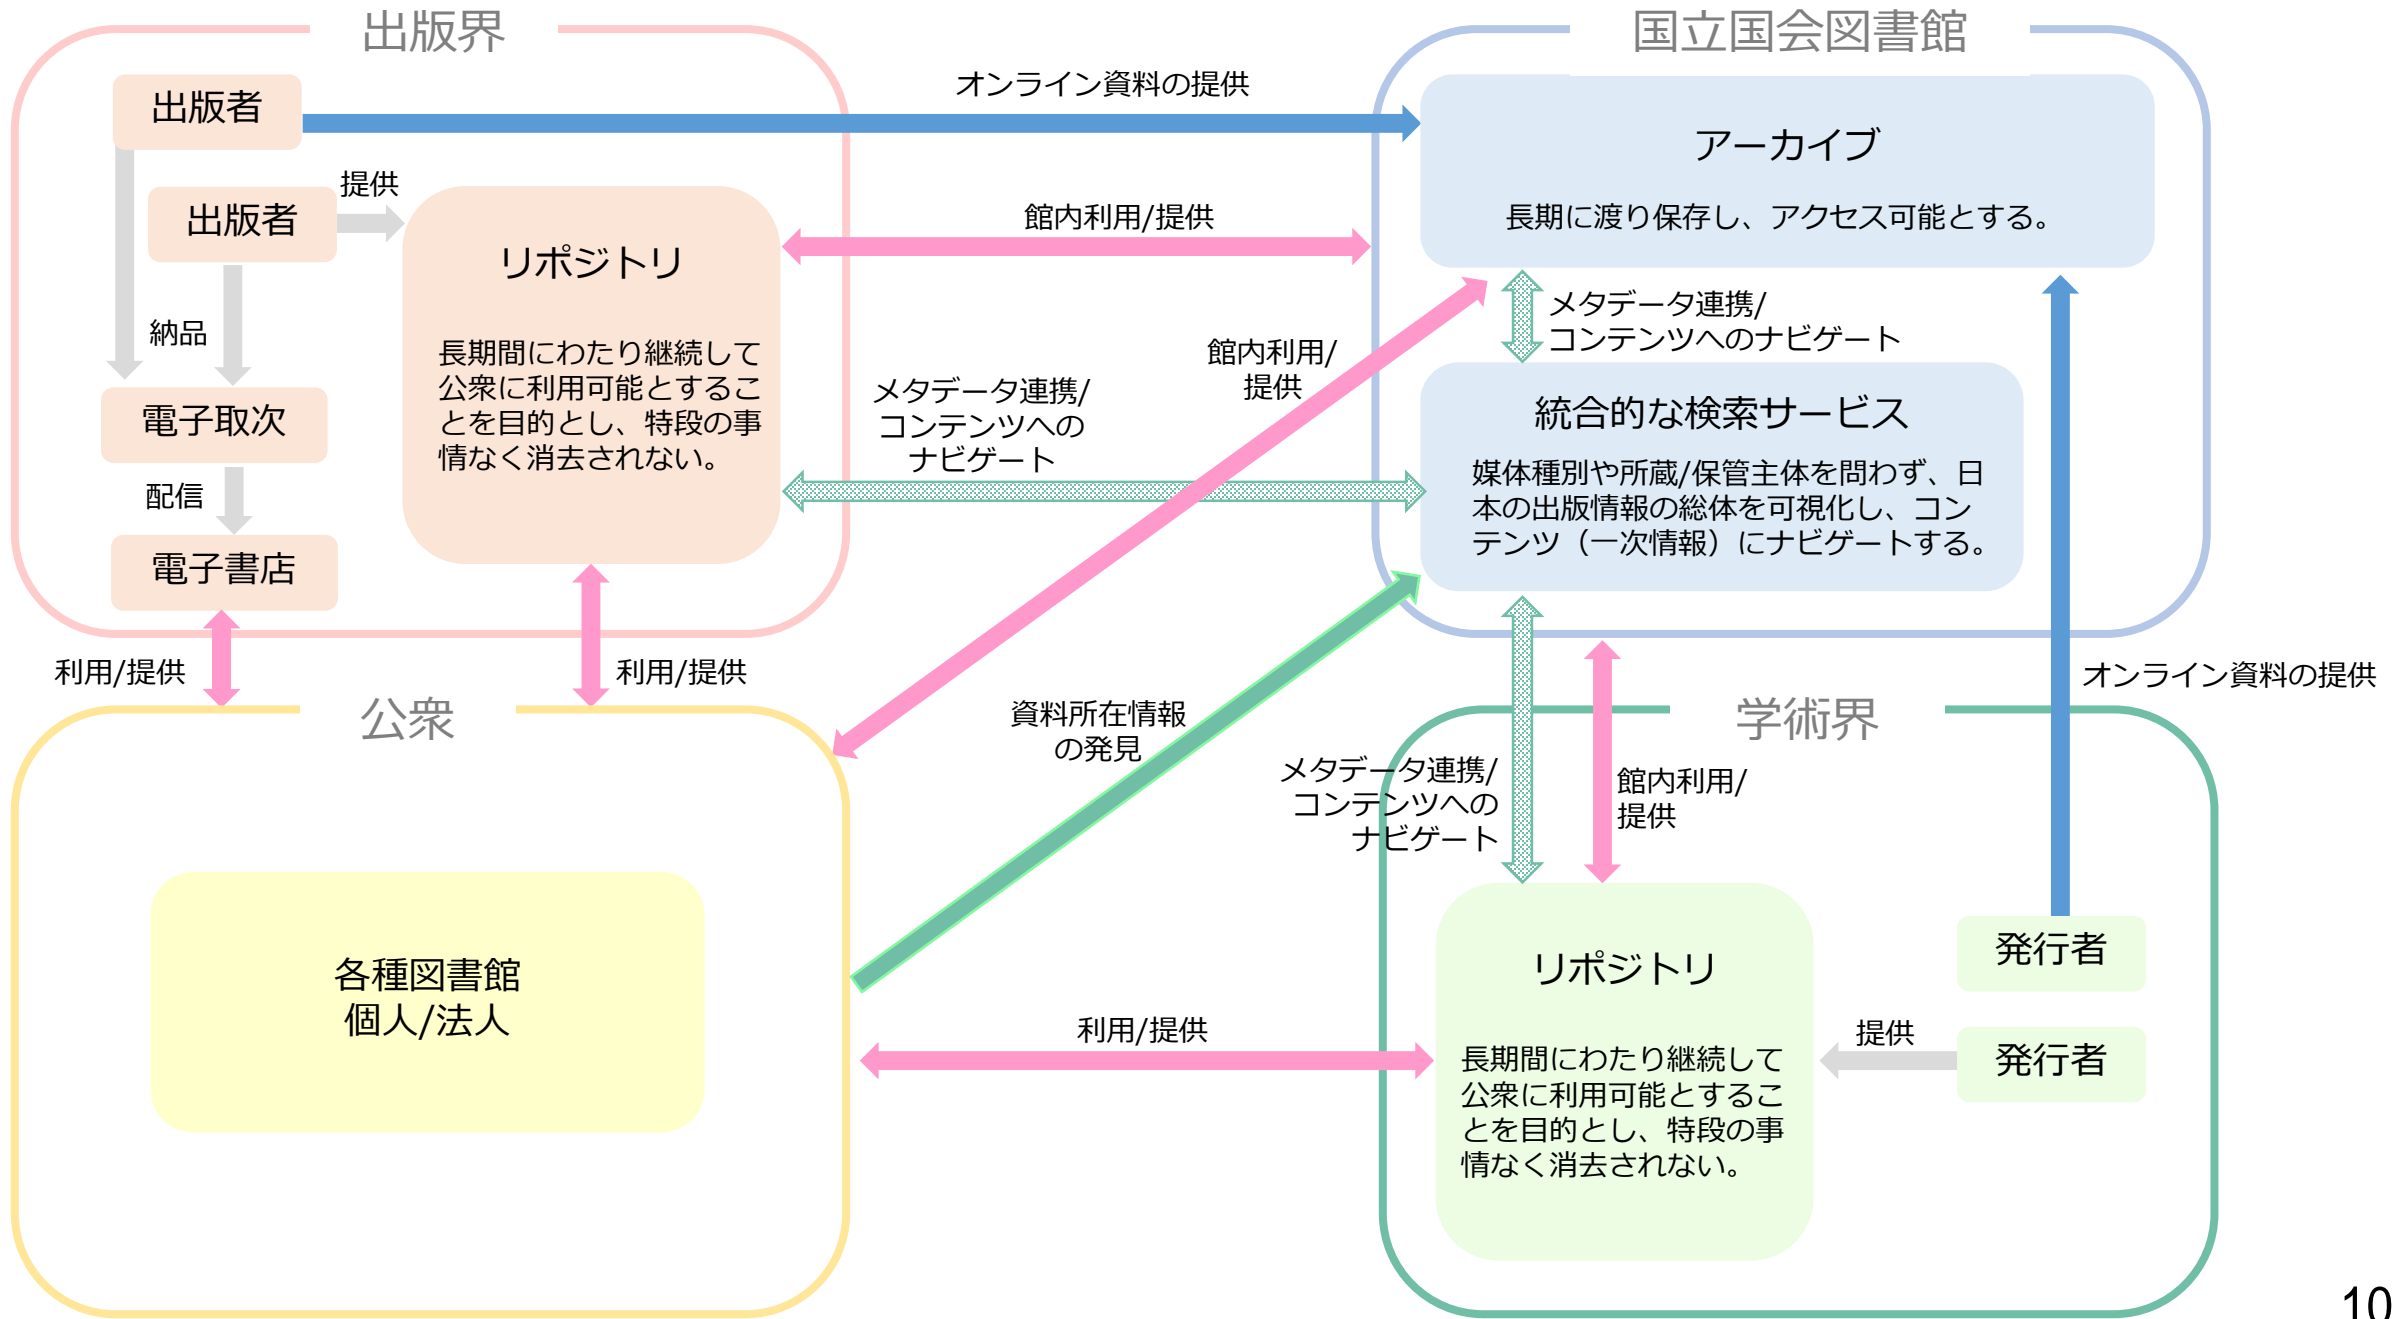 出版界
国立国会図書館
出版者
オンライン資料の提供
アーカイブ
長期に渡り保存し、アクセス可能とする。
出版者
提供
リポジトリ
長期間にわたり継続して
公衆に利用可能とするこ
とを目的とし、特段の事
情なく消去されない。
館内利用/提供
納品
電子取次
配信
電子書店
メタデータ連携/
コンテンツへの
ナビゲート
館内利用/
提供
メタデータ連携/
コンテンツへのナビゲート
統合的な検索サービス
媒体種別や所蔵/保管主体を問わず、日
本の出版情報の総体を可視化し、コン
テンツ（一次情報）にナビゲートする。
利用/提供
利用/提供
オンライン資料の提供
公衆
資料所在情報
の発見
学術界
メタデータ連携/
コンテンツへの
ナビゲート
館内利用/
提供
各種図書館
個人/法人
利用/提供
リポジトリ
長期間にわたり継続して
公衆に利用可能とするこ
とを目的とし、特段の事
情なく消去されない。
発行者
提供
発行者
10